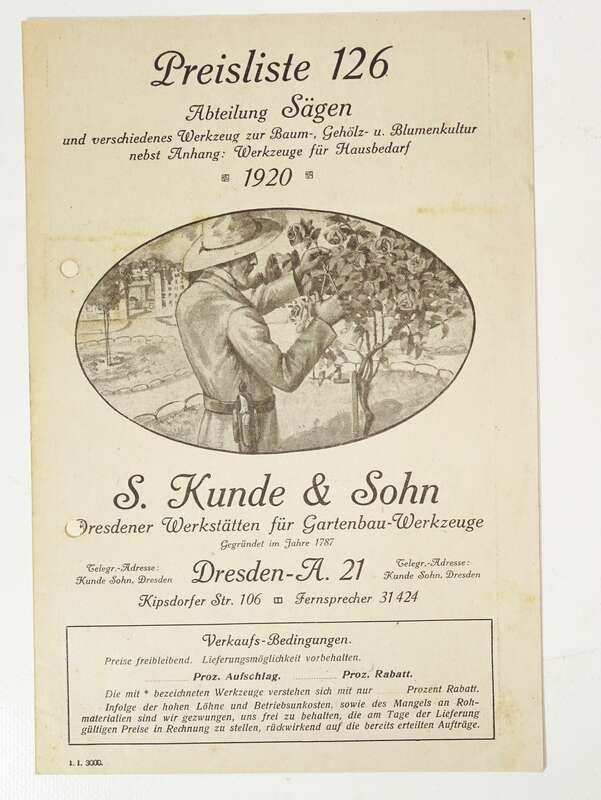 Preisliste 126
Abteilung Sägen
und verschiedenes Werkzeug zur Baum-, Gehölz- u. Blumenkultur
nebst Anhang: Werkzeuge für Hausbedarf
1920
S. Kunde & Sohn
Dresdener Werkstätten für Gartenbau-Werkzeuge
Gegründet im Jahre 1787
Telegr.-Adresse:
Kunde Sohn, Dresden
Dresden-A. 21
Telegr.-Adresse:
Kunde Sohn, Dresden
Kipsdorfer Str. 106 Fernsprecher 31 424
Verkaufs-Bedingungen.
Preise freibleibend. Lieferungsmöglichkeit vorbehalten.
............ Proz. Aufschlag. ............ Proz. Rabatt.
Die mit * bezeichneten Werkzeuge verstehen sich mit nur ........ Prozent Rabatt.
Infolge der hohen Löhne und Betriebsunkosten, sowie des Mangels an Roh-
materialien sind wir gezwungen, uns frei zu behalten, die am Tage der Lieferung
gültigen Preise in Rechnung zu stellen, rückwirkend auf die bereits erteilten Aufträge.
1. I. 3000.